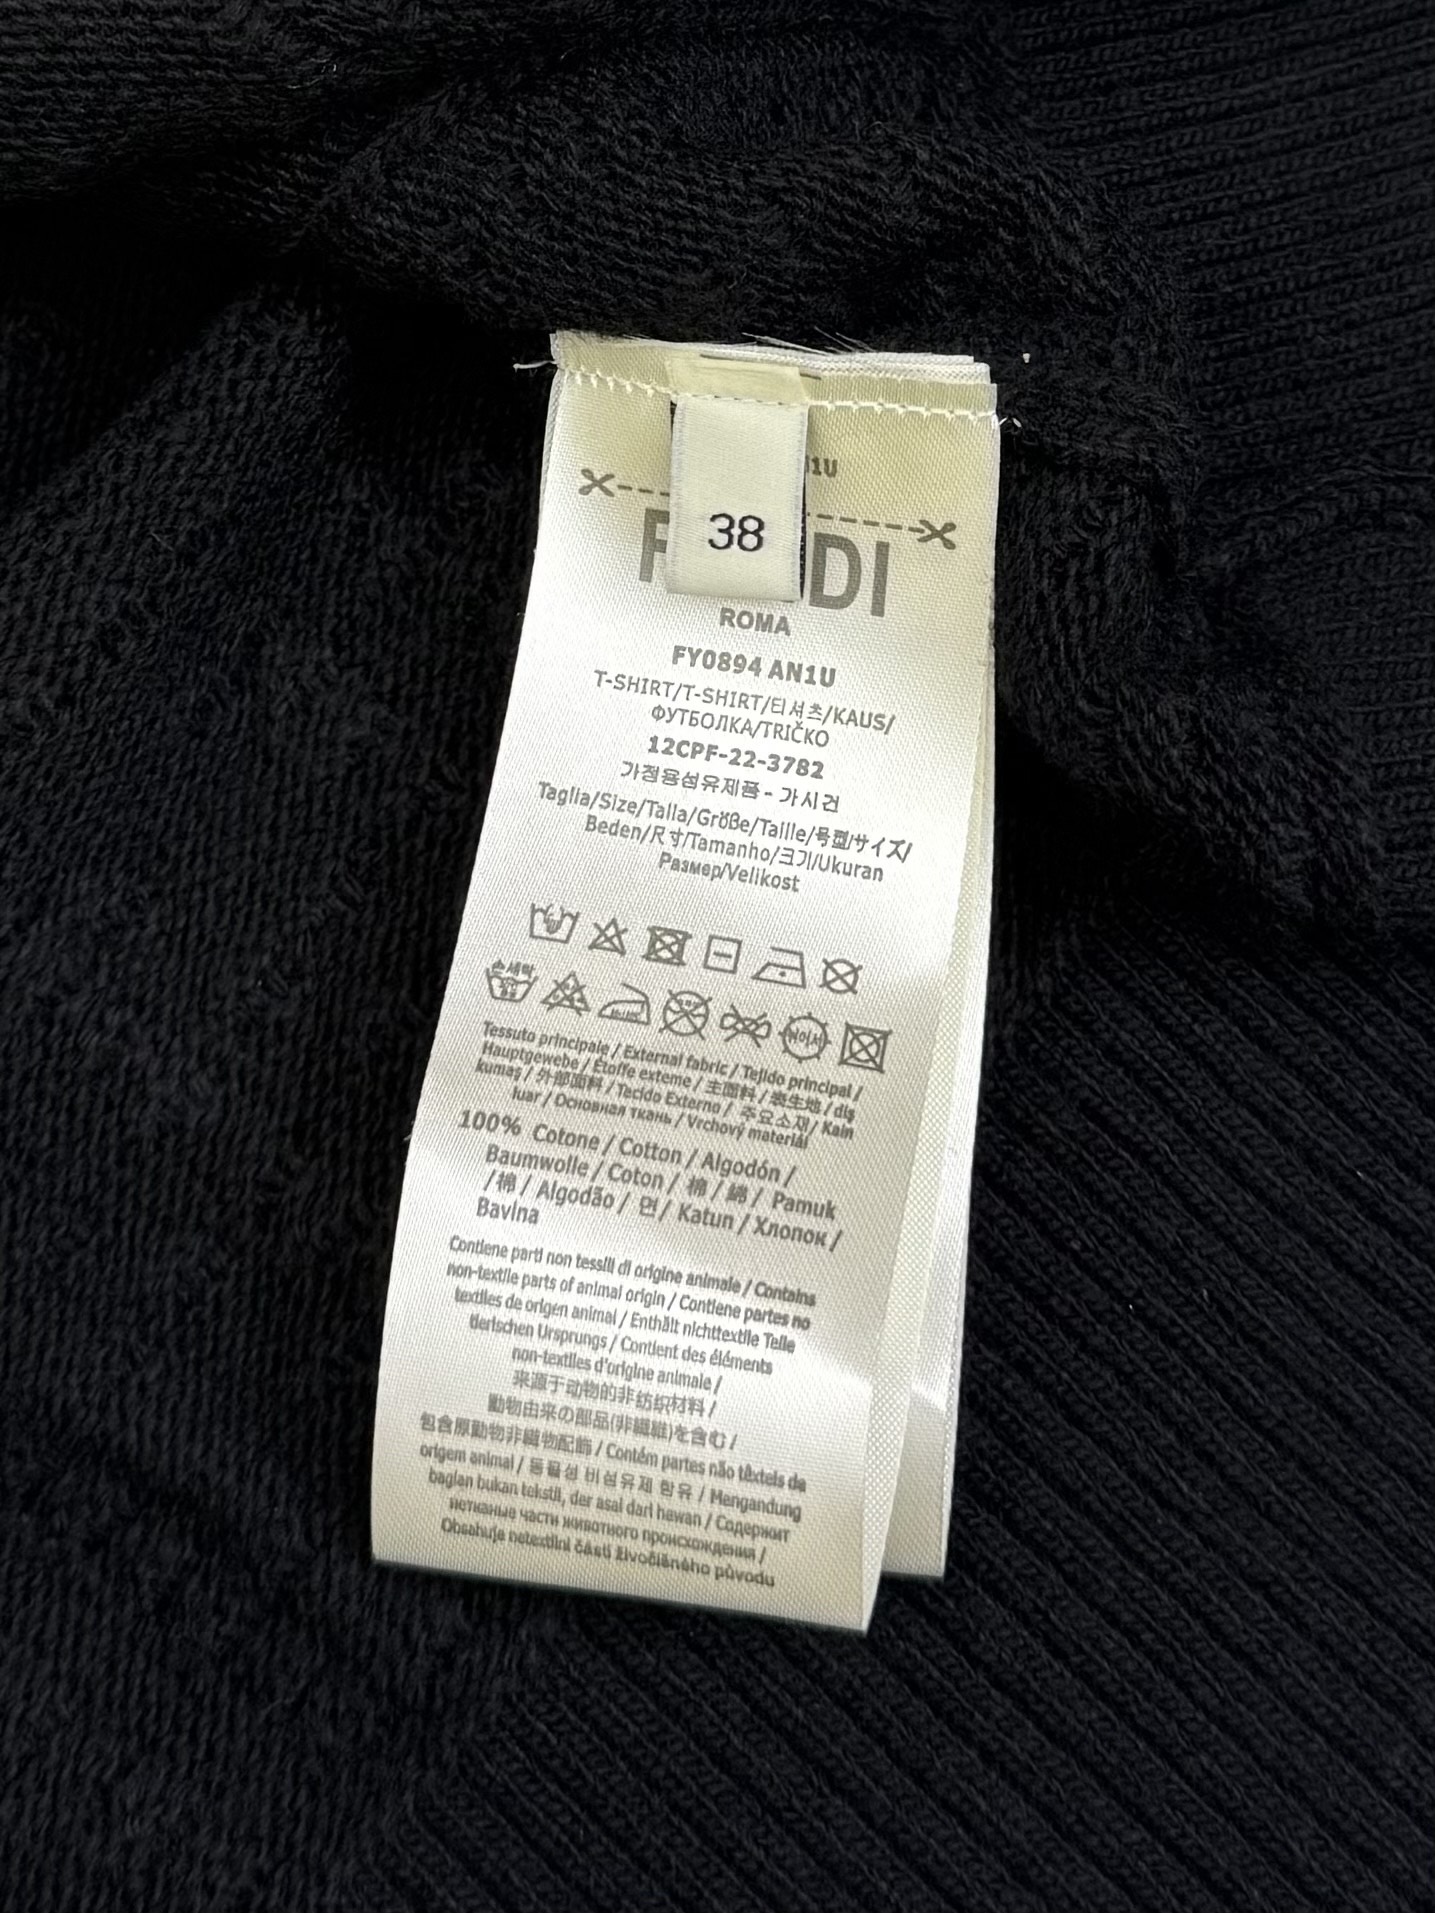 1U
38
F DI
ROMA
FY0894 AN1U
T-SHIRT/T-SHIRT/티셔츠/KAUS/
ФУТБОЛКА/TRIČKO
12CPF-22-3782
가정용섬유제품 - 가시건
Taglia/Size/Talla/Größe/Taille/号型/サイズ/
Beden/尺寸/Tamanho/크기/Ukuran
Размер/Velikost
손세탁
Tessuto principale / External fabric / Tejido principal /
Hauptgewebe / Étoffe externe / 主面料 / 表生地 / dış
kumaş / 外部面料 / Tecido Externo / 주요소재 / Kain
luar / Основная ткань / Vrchový materiál
100% Cotone / Cotton / Algodón /
Baumwolle / Coton / 棉 / 綿 / Pamuk
/ 棉 / Algodão / 면 / Katun / Хлопок /
Bavlna
Contiene parti non tessili di origine animale / Contains
non-textile parts of animal origin / Contiene partes no
textiles de origen animal / Enthält nichttextile Teile
tierischen Ursprungs / Contient des éléments
non-textiles d'origine animale /
来源于动物的非纺织材料 /
動物由来の部品(非繊維)を含む /
包含原動物非織物配飾 / Contém partes não têxteis de
origem animal / 동물성 비섬유제 함유 / Mengandung
bagian bukan tekstil, der asal dari hewan / Содержит
нетканые части животного происхождения /
Obsahuje netextilní části živočišného původu